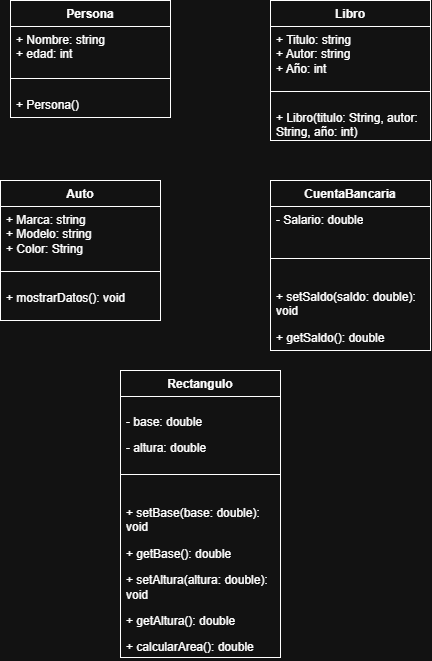 Persona
+ Nombre: string
+ edad: int
+ Persona()
Libro
+ Titulo: string
+ Autor: string
+ Año: int
+ Libro(titulo: String, autor:
String, año: int)
Auto
+ Marca: string
+ Modelo: string
+ Color: String
+ mostrarDatos(): void
CuentaBancaria
- Salario: double
+ setSaldo(saldo: double):
void
+ getSaldo(): double
Rectangulo
- base: double
- altura: double
+ setBase(base: double):
void
+ getBase(): double
+ setAltura(altura: double):
void
+ getAltura(): double
+ calcularArea(): double